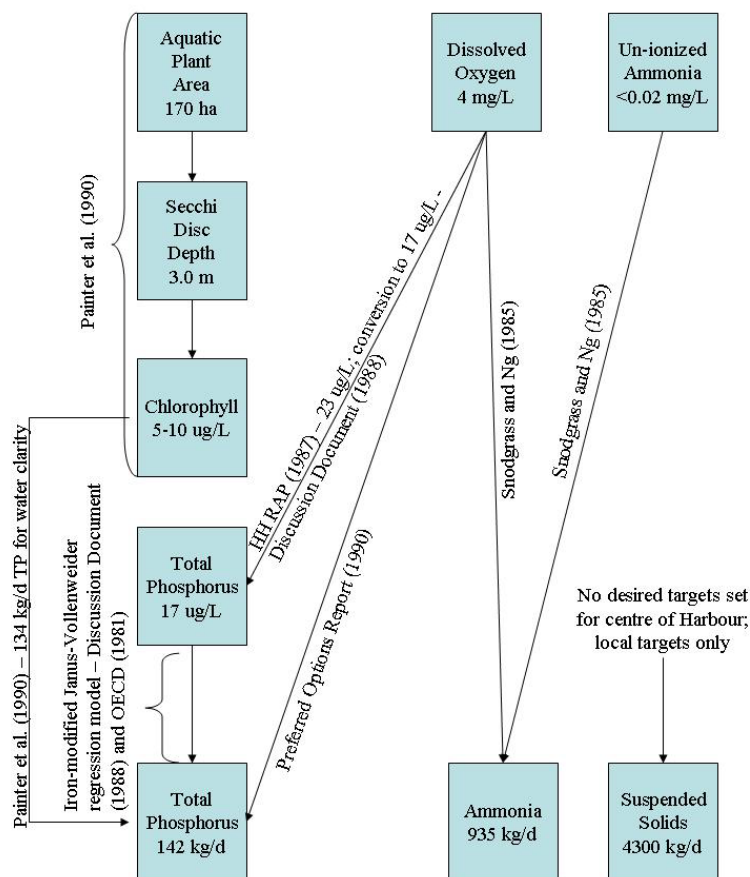 Aquatic
Plant
Area
170 ha
Dissolved
Oxygen
4 mg/L
Un-ionized
Ammonia
<0.02 mg/L
Painter et al. (1990)
Secchi
Disc
Depth
3.0 m
Chlorophyll
5-10 ug/L
HH RAP (1987) – 23 ug/L; conversion to 17 ug/L -
Discussion Document (1988)
Snodgrass and Ng (1985)
Snodgrass and Ng (1985)
Painter et al. (1990) – 134 kg/d TP for water clarity
Total
Phosphorus
17 ug/L
No desired targets set
for centre of Harbour;
local targets only
Iron-modified Janus-Vollenweider
regression model – Discussion Document
(1988) and OECD (1981)
Preferred Options Report (1990)
Total
Phosphorus
142 kg/d
Ammonia
935 kg/d
Suspended
Solids
4300 kg/d